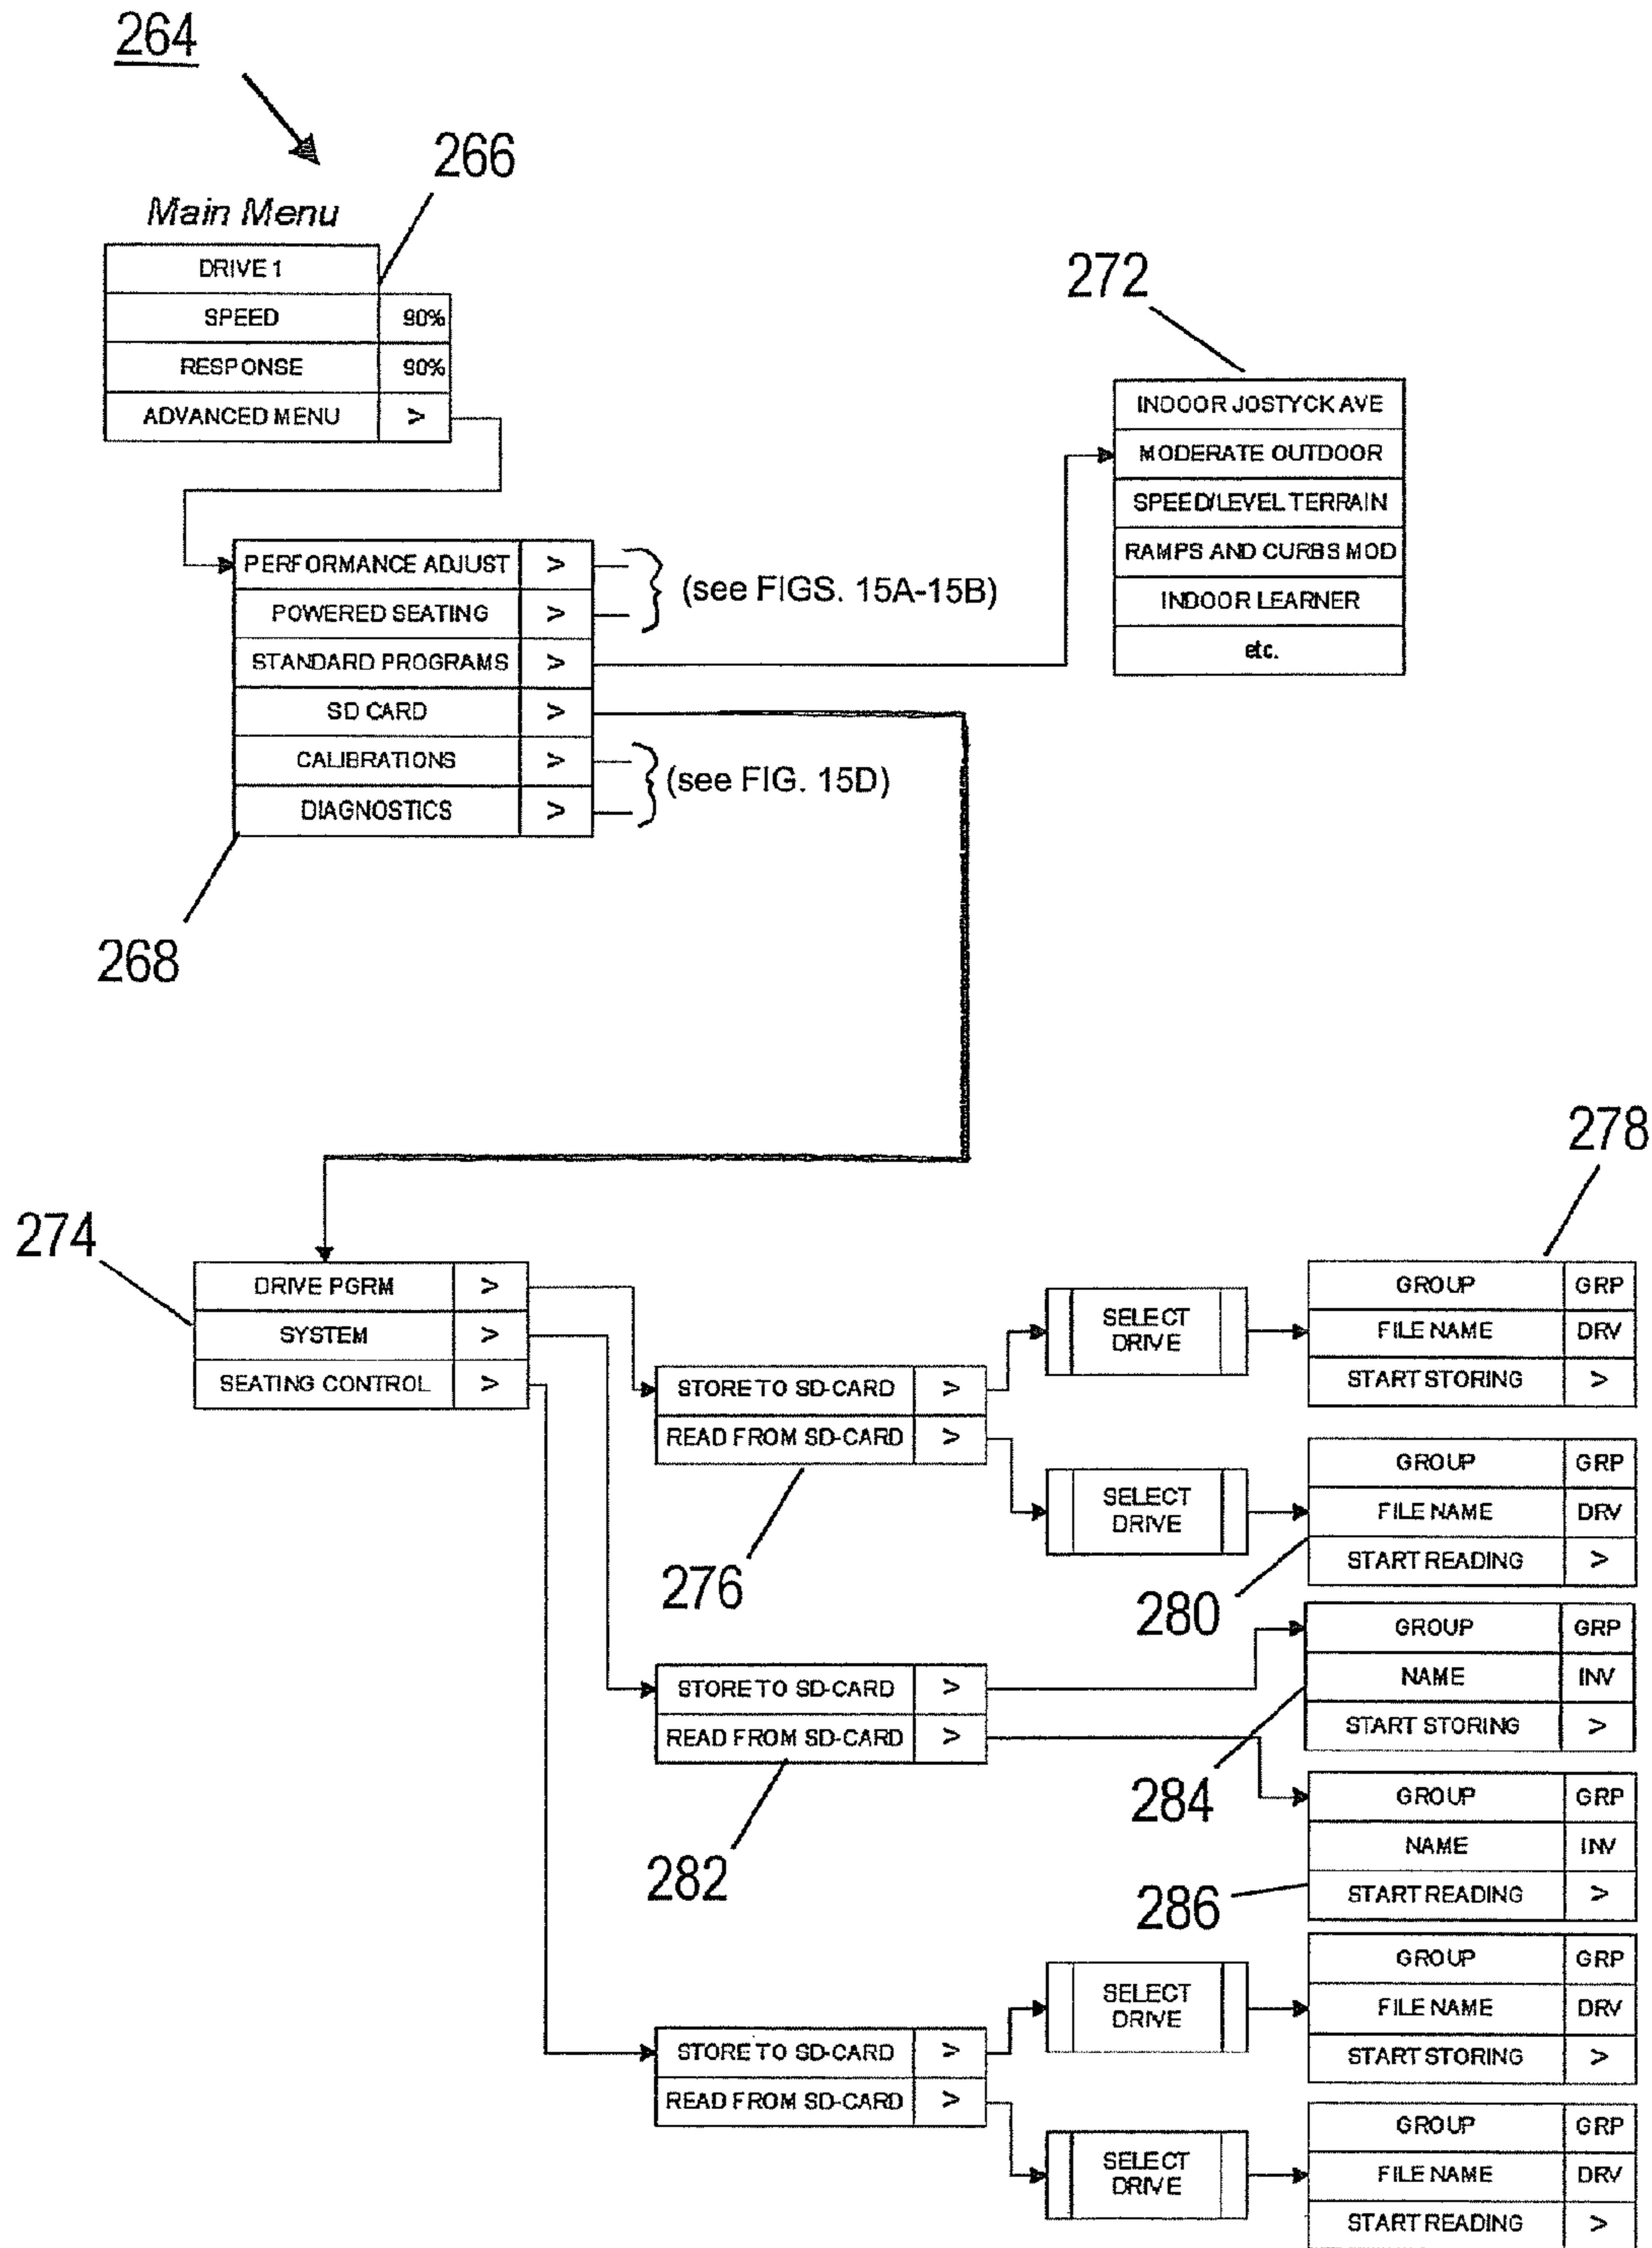 264
266
Main Menu
DRIVE 1
SPEED 90%
RESPONSE 90%
ADVANCED MENU >
272
INDOOR JOSTYCK AVE
MODERATE OUTDOOR
SPEED/LEVEL TERRAIN
RAMPS AND CURBS MOD
INDOOR LEARNER
etc.
PERFORMANCE ADJUST >
POWERED SEATING >
(see FIGS. 15A-15B)
STANDARD PROGRAMS >
SD CARD >
CALIBRATIONS >
DIAGNOSTICS >
(see FIG. 15D)
268
274
DRIVE PGRM >
SYSTEM >
SEATING CONTROL >
STORE TO SD-CARD >
READ FROM SD-CARD >
276
SELECT
DRIVE
278
GROUP GRP
FILE NAME DRV
START STORING >
SELECT
DRIVE
GROUP GRP
FILE NAME DRV
START READING >
280
STORE TO SD-CARD >
READ FROM SD-CARD >
282
GROUP GRP
NAME INV
START STORING >
284
GROUP GRP
NAME INV
START READING >
286
STORE TO SD-CARD >
READ FROM SD-CARD >
SELECT
DRIVE
GROUP GRP
FILE NAME DRV
START STORING >
SELECT
DRIVE
GROUP GRP
FILE NAME DRV
START READING >